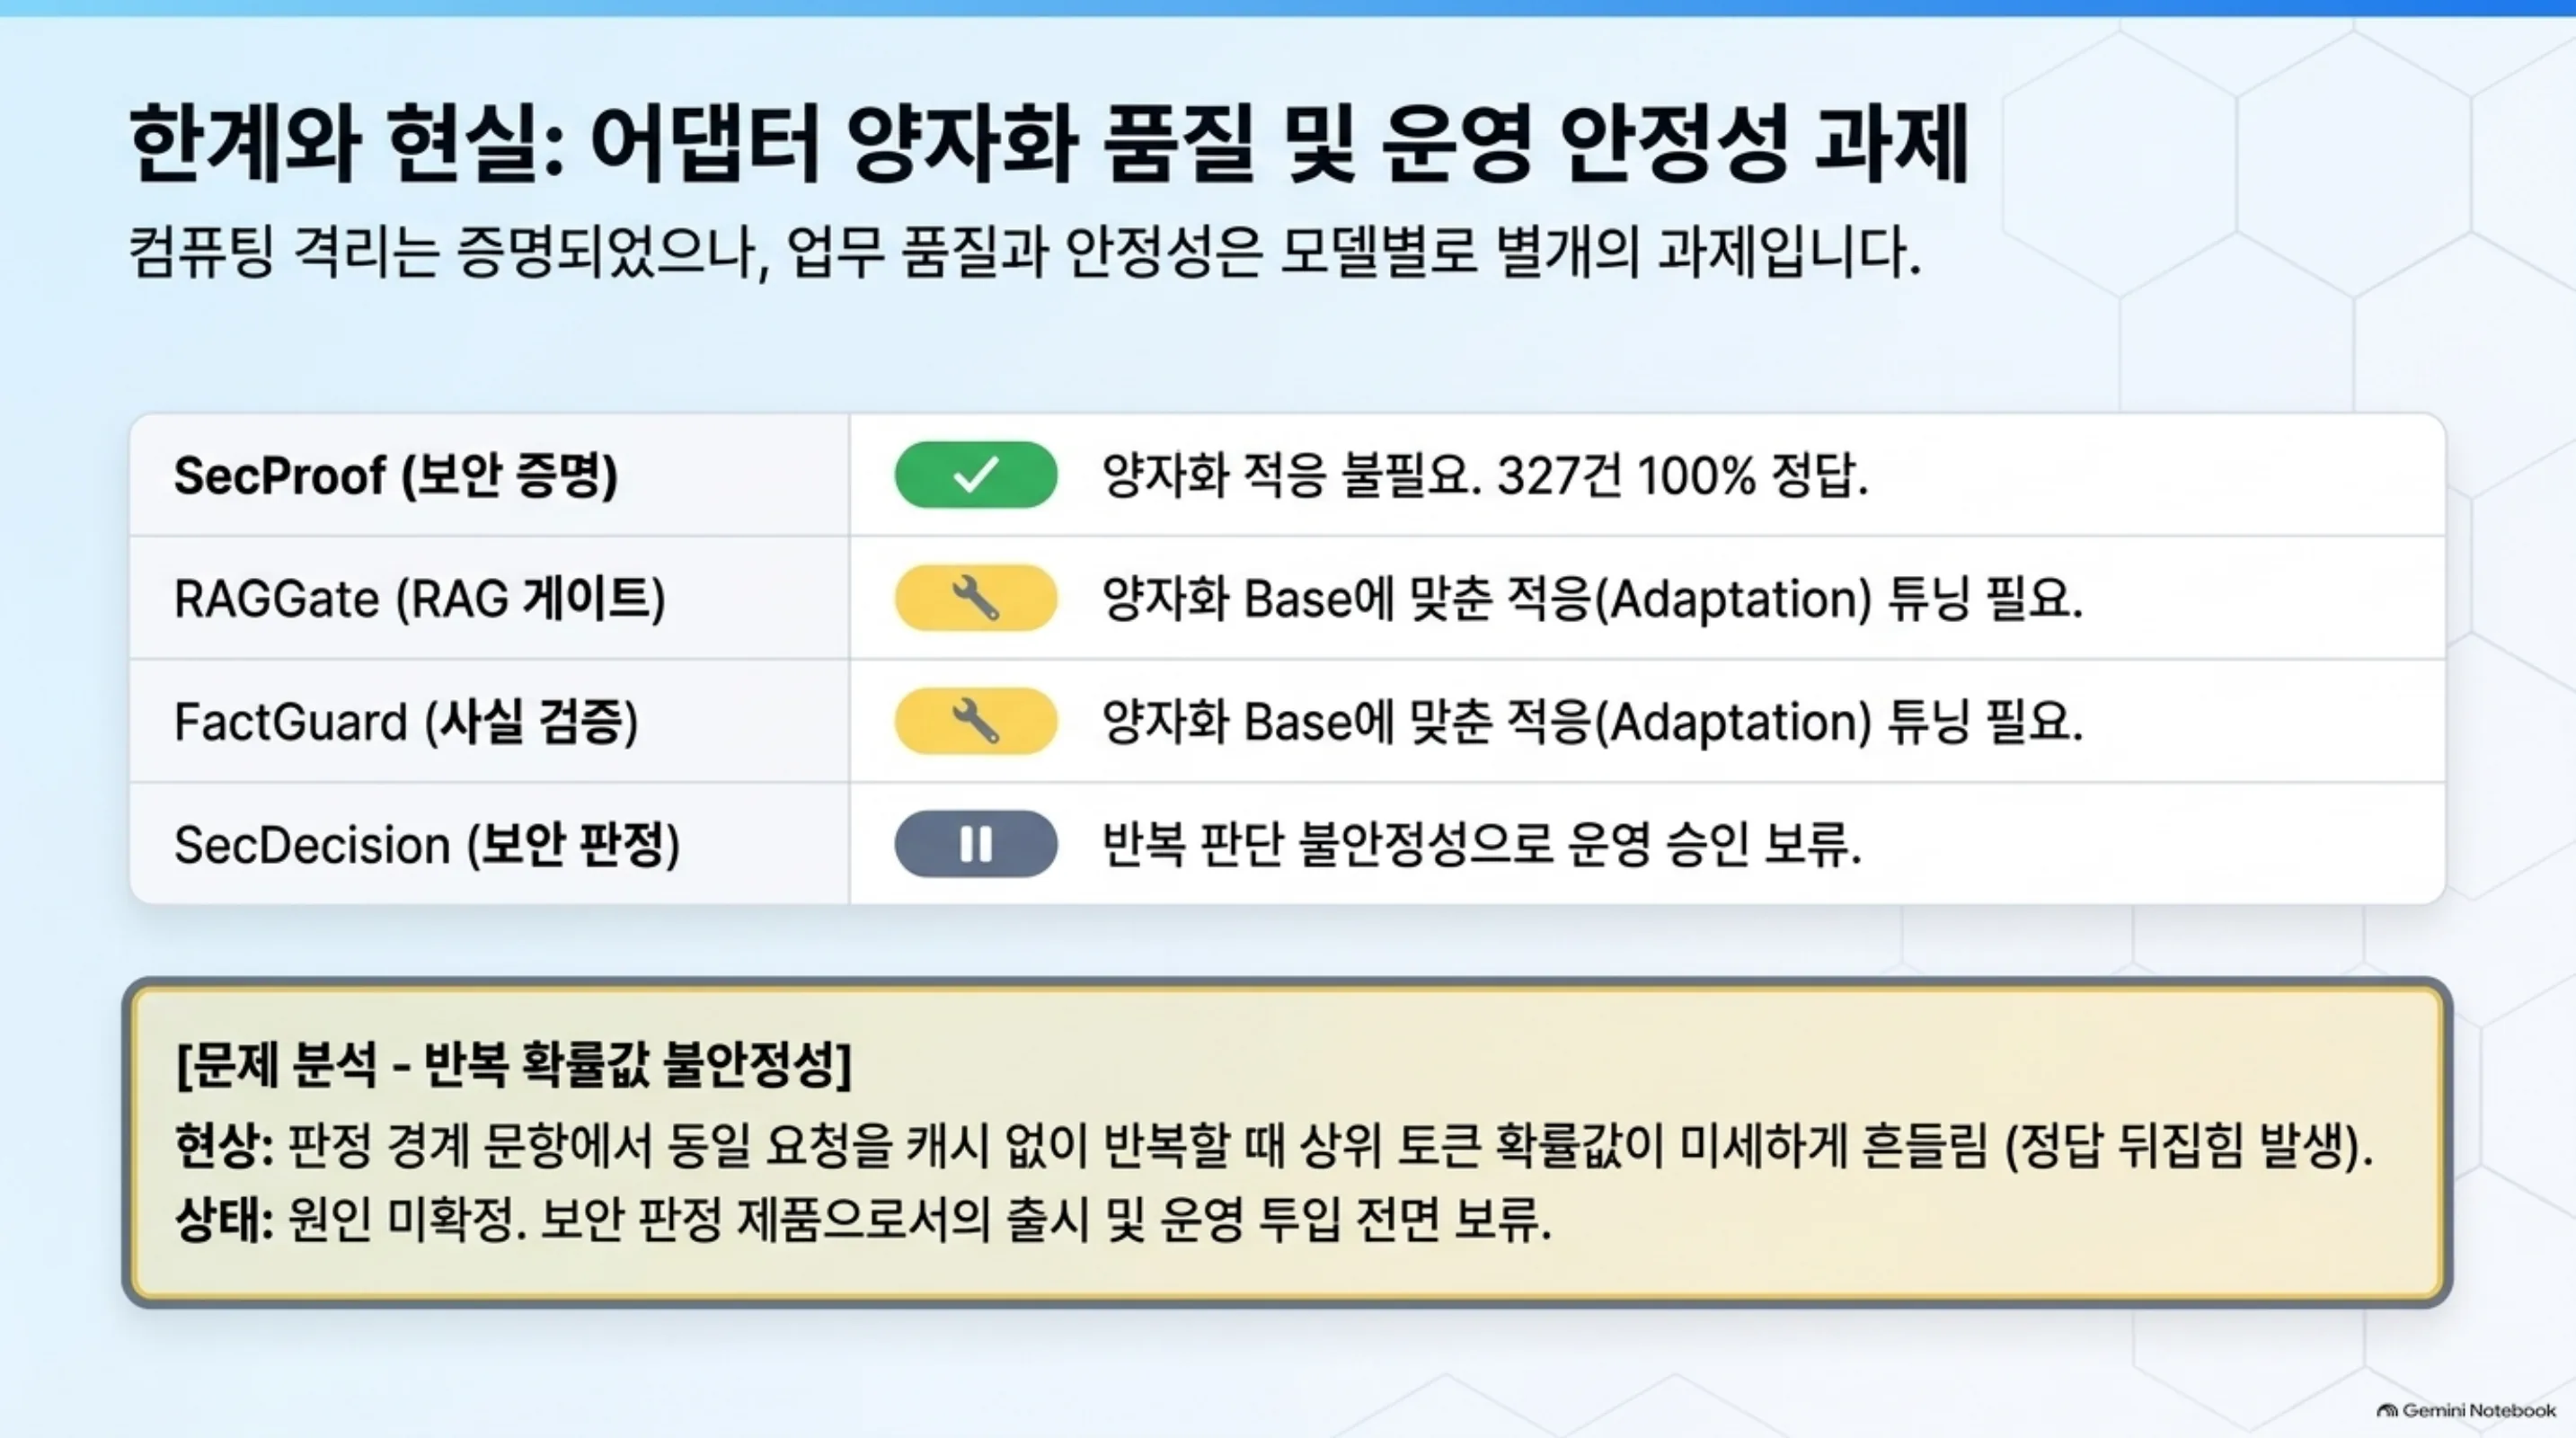 한계와 현실: 어댑터 양자화 품질 및 운영 안정성 과제
컴퓨팅 격리는 증명되었으나, 업무 품질과 안정성은 모델별로 별개의 과제입니다.
SecProof (보안 증명)
양자화 적응 불필요. 327건 100% 정답.
RAGGate (RAG 게이트)
양자화 Base에 맞춘 적응(Adaptation) 튜닝 필요.
FactGuard (사실 검증)
양자화 Base에 맞춘 적응(Adaptation) 튜닝 필요.
SecDecision (보안 판정)
반복 판단 불안정성으로 운영 승인 보류.
[문제 분석 - 반복 확률값 불안정성]
현상: 판정 경계 문항에서 동일 요청을 캐시 없이 반복할 때 상위 토큰 확률값이 미세하게 흔들림 (정답 뒤집힘 발생).
상태: 원인 미확정. 보안 판정 제품으로서의 출시 및 운영 투입 전면 보류.
Gemini Notebook